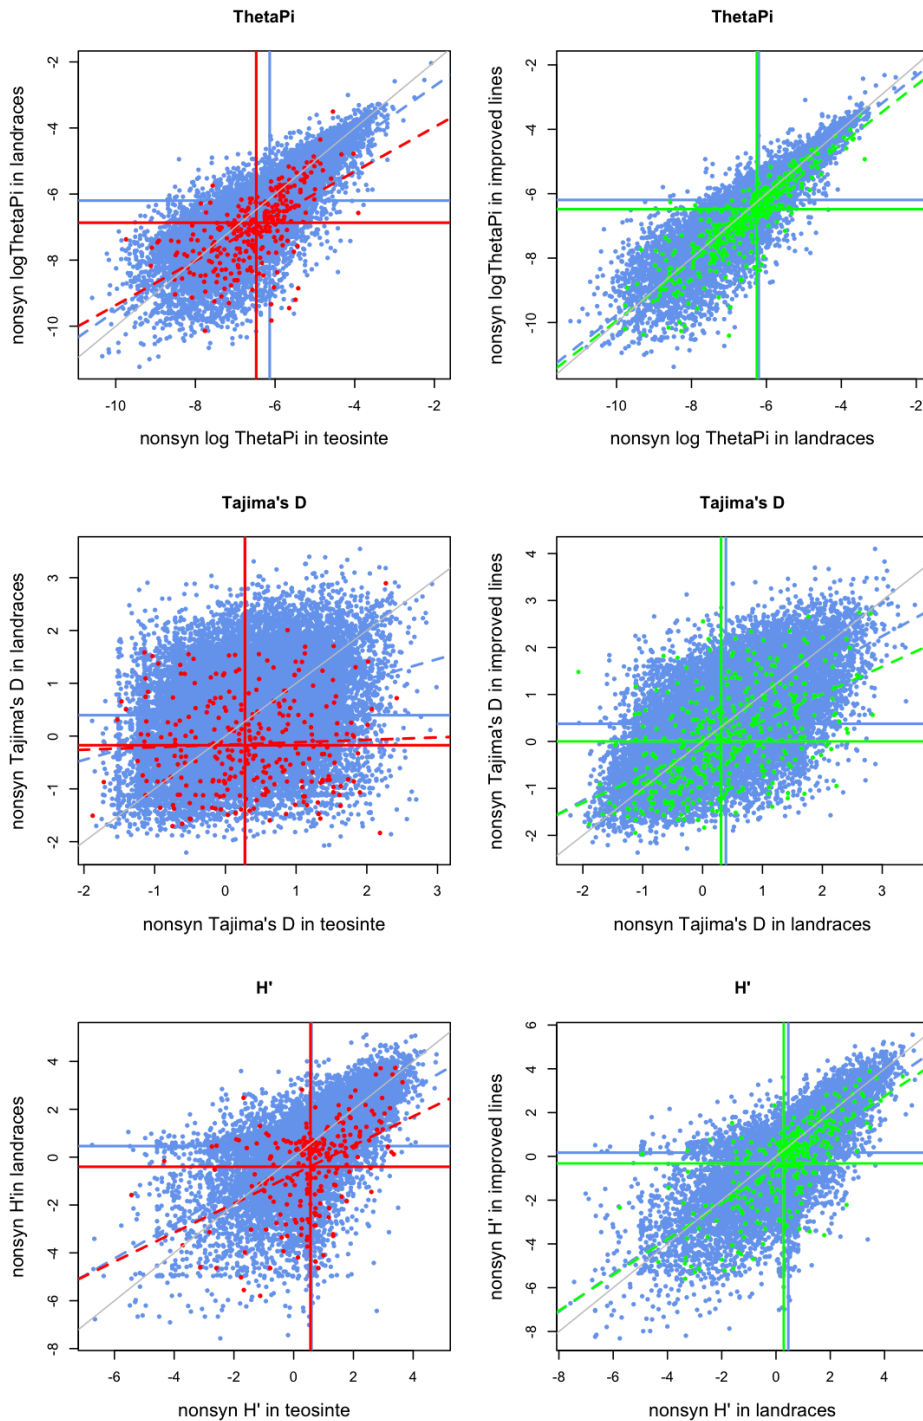 ThetaPi
nonsyn logThetaPi in landraces
-2
-4
-6
-8
-10
-10 -8 -6 -4 -2
nonsyn log ThetaPi in teosinte
ThetaPi
nonsyn logThetaPi in improved lines
-2
-4
-6
-8
-10
-10 -8 -6 -4 -2
nonsyn log ThetaPi in landraces
Tajima's D
nonsyn Tajima's D in landraces
3
2
1
0
-1
-2
-2 -1 0 1 2 3
nonsyn Tajima's D in teosinte
Tajima's D
nonsyn Tajima's D in improved lines
4
3
2
1
0
-1
-2
-2 -1 0 1 2 3
nonsyn Tajima's D in landraces
H'
nonsyn H'in landraces
4
2
0
-2
-4
-6
-8
-6 -4 -2 0 2 4
nonsyn H' in teosinte
H'
nonsyn H' in improved lines
6
4
2
0
-2
-4
-6
-8
-8 -6 -4 -2 0 2 4
nonsyn H' in landraces